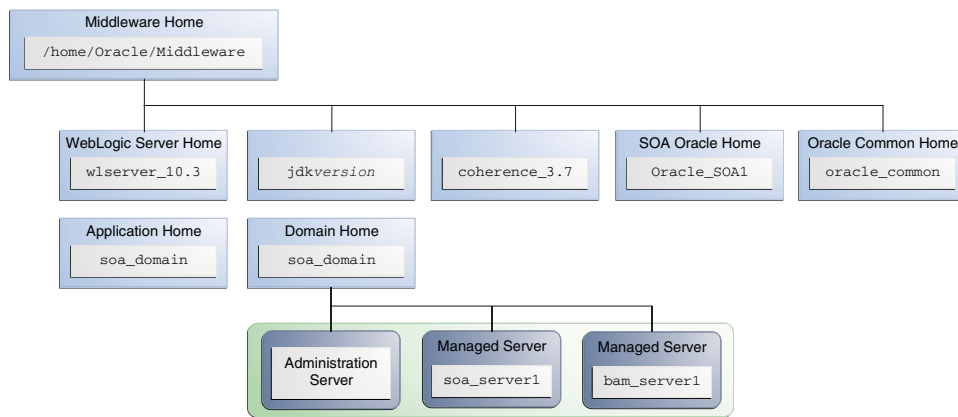 Middleware Home
/home/Oracle/Middleware
WebLogic Server Home
wlserver_10.3
jdkversion
coherence_3.7
SOA Oracle Home
Oracle_SOA1
Oracle Common Home
oracle_common
Application Home
soa_domain
Domain Home
soa_domain
Administration
Server
Managed Server
soa_server1
Managed Server
bam_server1